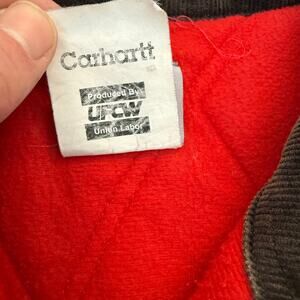 Carhartt
Produced By
UFCW
Union Labor